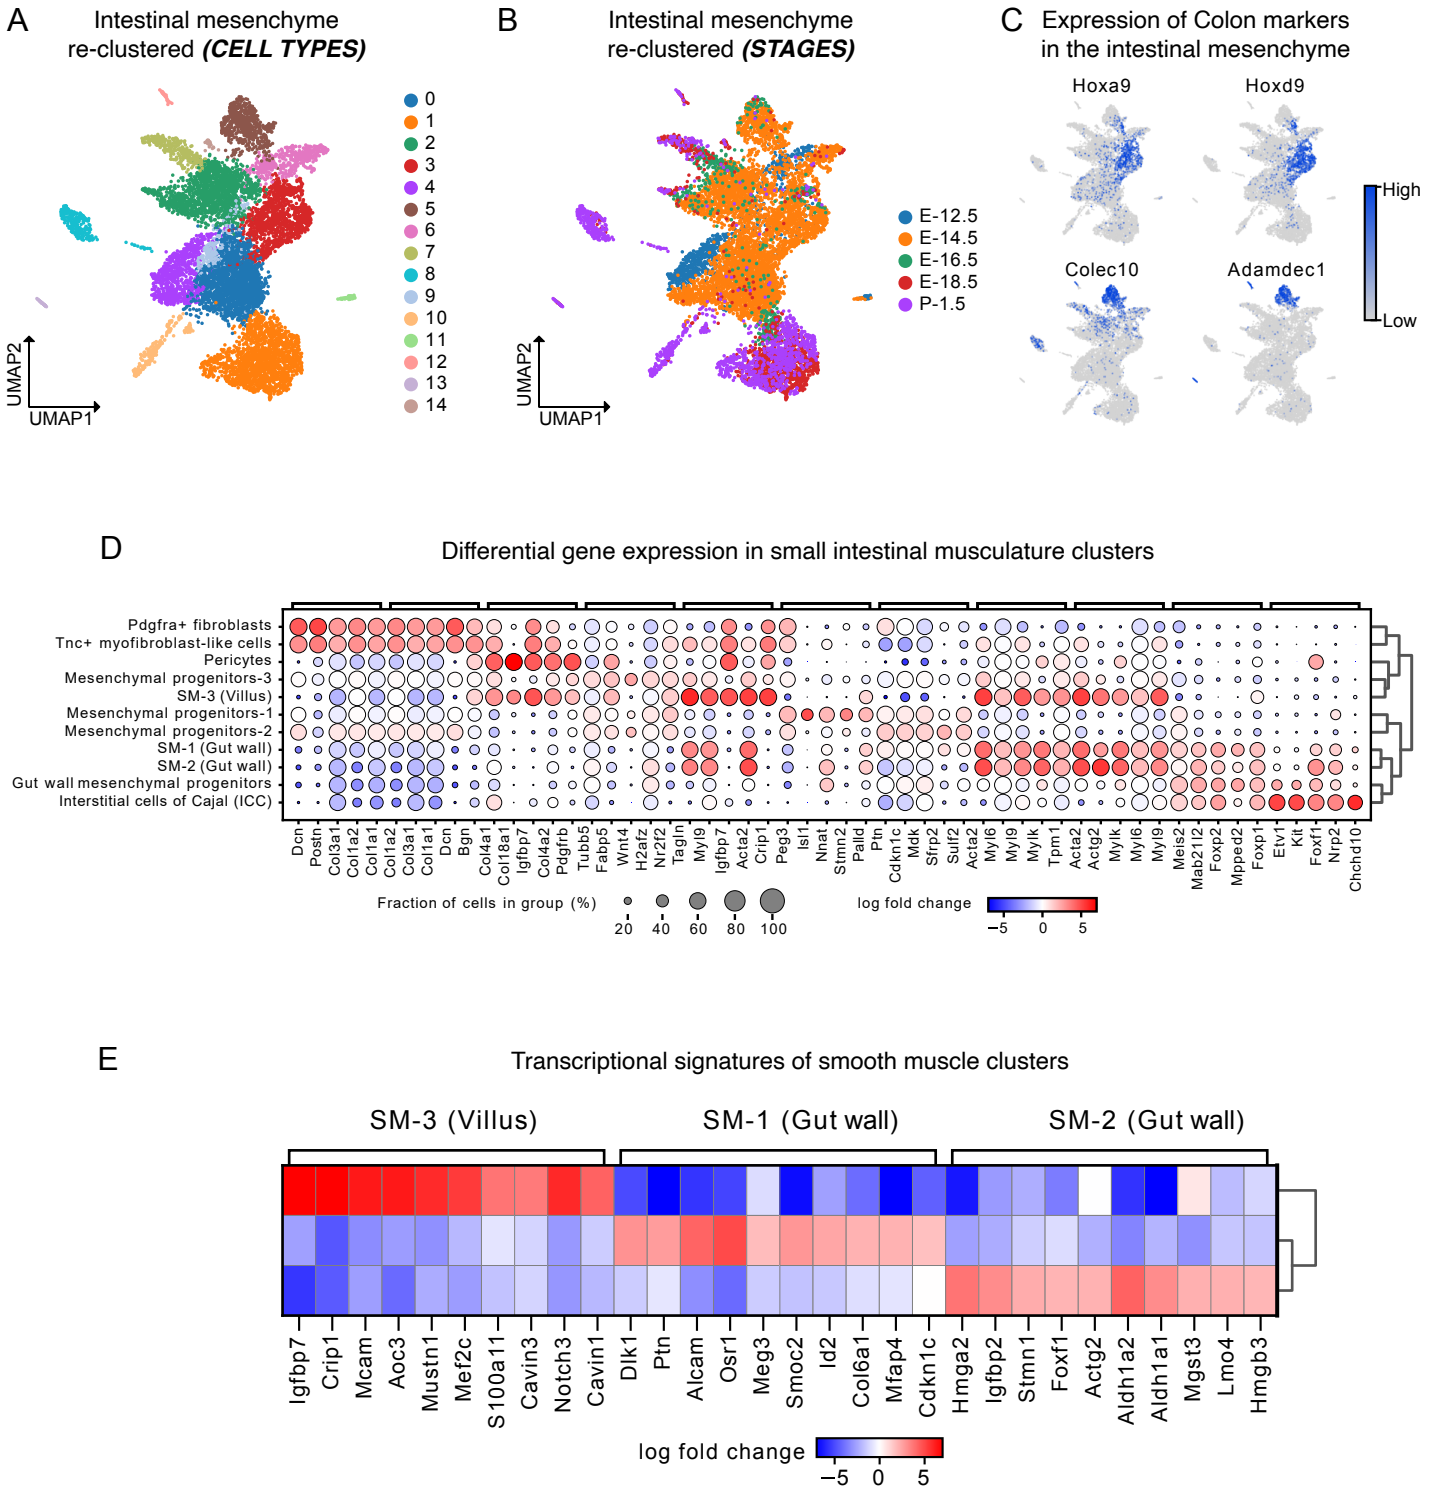 A
Intestinal mesenchyme
re-clustered (CELL TYPES)
0
1
2
3
4
5
6
7
8
9
10
11
12
13
14
UMAP2
UMAP1
B
Intestinal mesenchyme
re-clustered (STAGES)
E-12.5
E-14.5
E-16.5
E-18.5
P-1.5
UMAP2
UMAP1
C
Expression of Colon markers
in the intestinal mesenchyme
Hoxa9
Hoxd9
Colec10
Adamdec1
High
Low
D
Differential gene expression in small intestinal musculature clusters
Pdgfra+ fibroblasts
Tnc+ myofibroblast-like cells
Pericytes
Mesenchymal progenitors-3
SM-3 (Villus)
Mesenchymal progenitors-1
Mesenchymal progenitors-2
SM-1 (Gut wall)
SM-2 (Gut wall)
Gut wall mesenchymal progenitors
Interstitial cells of Cajal (ICC)
Dcn
Postn
Col3a1
Col1a2
Col1a1
Col1a2
Col3a1
Col1a1
Dcn
Bgn
Col4a1
Col18a1
Igfbp7
Col4a2
Pdgfrb
Tubb5
Fabp5
Wnt4
H2afz
Nr2f2
Tagln
Myl9
Igfbp7
Acta2
Crip1
Peg3
Isl1
Nnat
Stmn2
Palld
Ptn
Cdkn1c
Mdk
Sfrp2
Sulf2
Acta2
Myl6
Myl9
Mylk
Tpm1
Acta2
Actg2
Mylk
Myl6
Myl9
Meis2
Mab21l2
Foxp2
Mpped2
Foxp1
Etv1
Kit
Foxf1
Nrp2
Chchd10
Fraction of cells in group (%)
20 40 60 80 100
log fold change
−5 0 5
E
Transcriptional signatures of smooth muscle clusters
SM-3 (Villus)
SM-1 (Gut wall)
SM-2 (Gut wall)
Igfbp7
Crip1
Mcam
Aoc3
Mustn1
Mef2c
S100a11
Cavin3
Notch3
Cavin1
Dlk1
Ptn
Alcam
Osr1
Meg3
Smoc2
Id2
Col6a1
Mfap4
Cdkn1c
Hmga2
Igfbp2
Stmn1
Foxf1
Actg2
Aldh1a2
Aldh1a1
Mgst3
Lmo4
Hmgb3
log fold change
−5 0 5